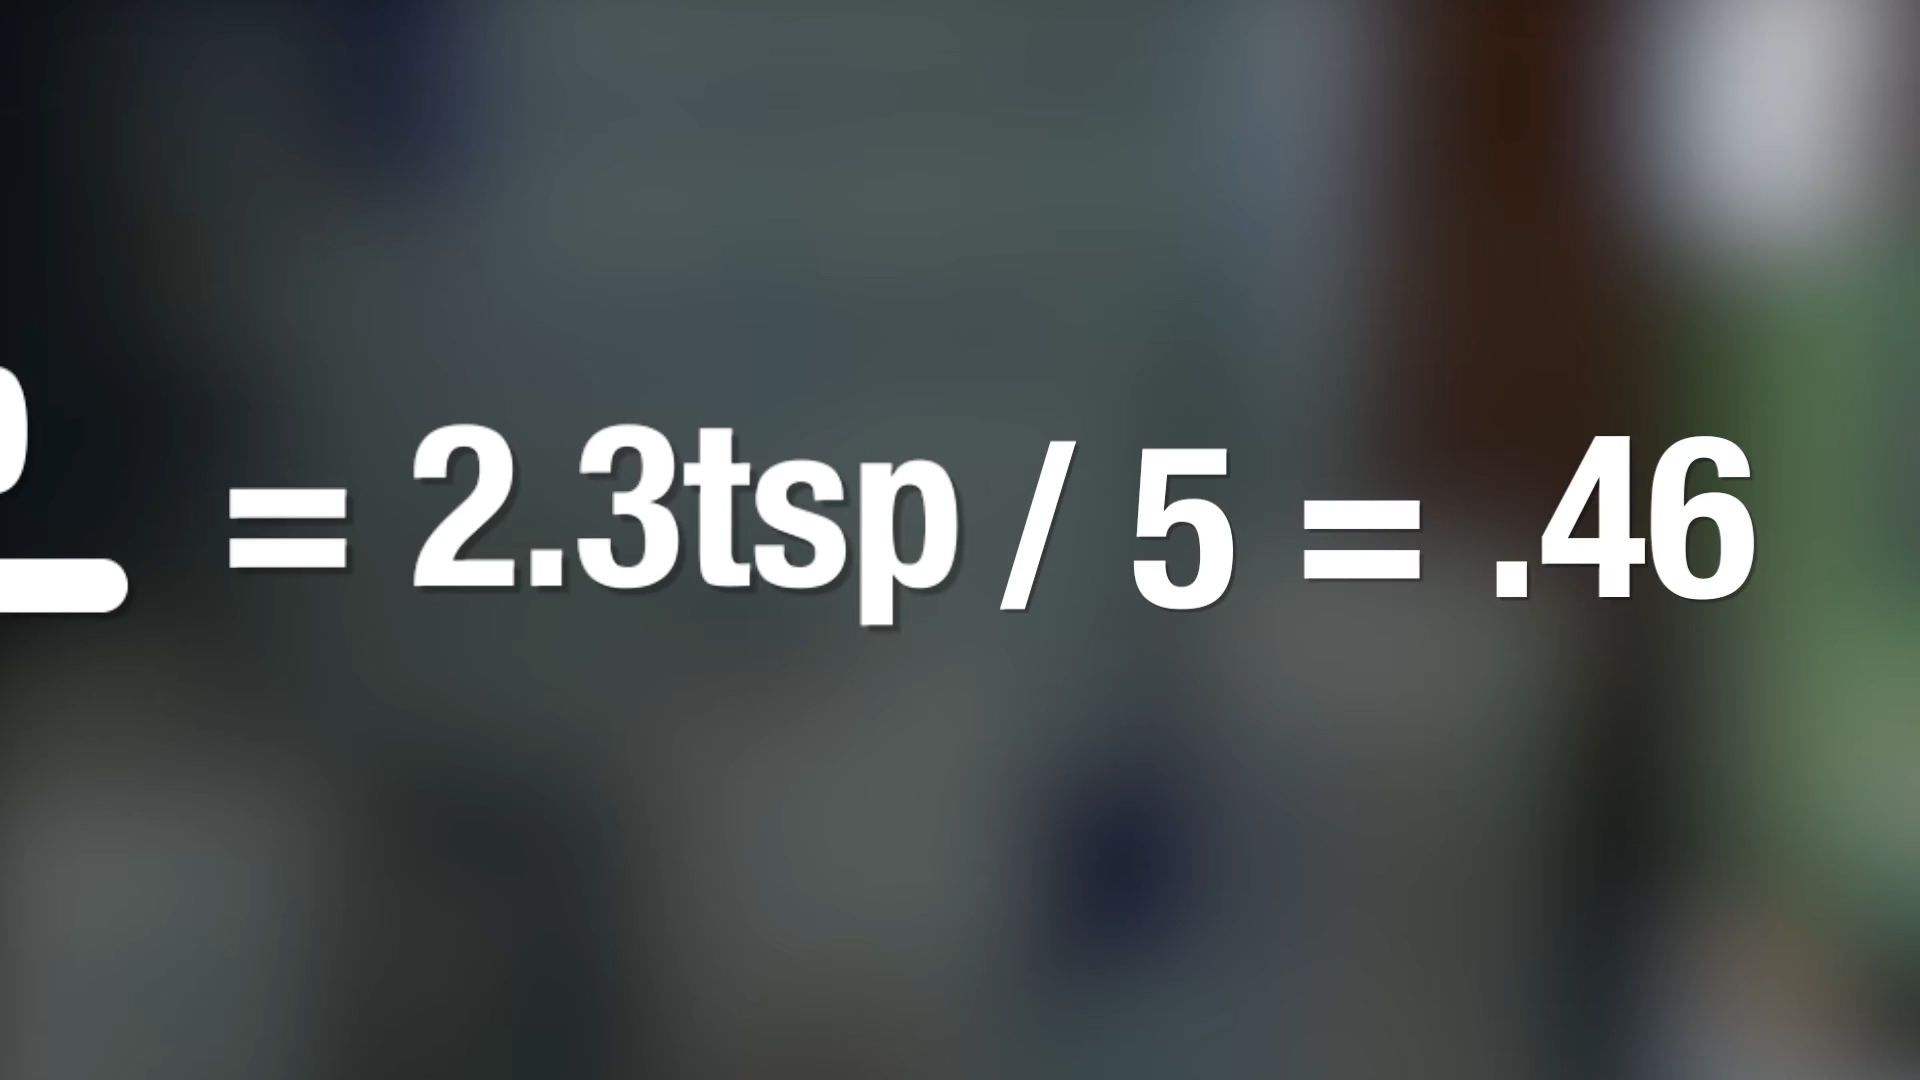 = 2.3tsp / 5 = .46